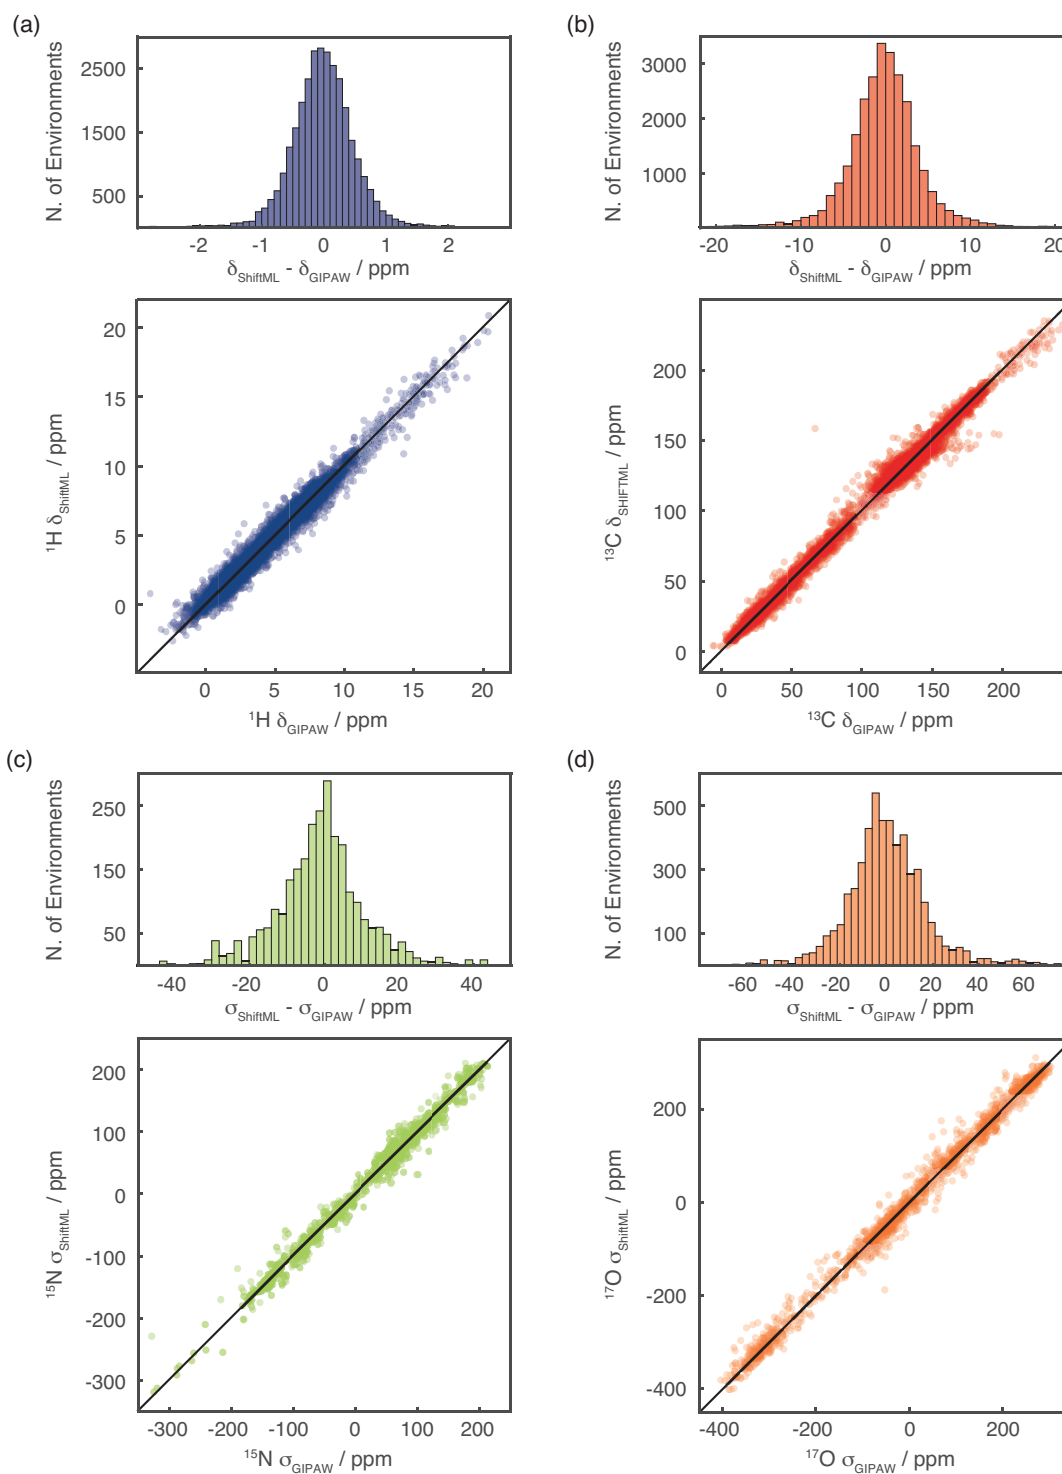 (a)
N. of Environments
2500
1500
500
-2 -1 0 1 2
δShiftML - δGIPAW / ppm
20
15
10
5
0
1H δShiftML / ppm
0 5 10 15 20
1H δGIPAW / ppm
(b)
N. of Environments
3000
2000
1000
-20 -10 0 10 20
δShiftML - δGIPAW / ppm
200
150
100
50
0
13C δSHIFTML / ppm
0 50 100 150 200
13C δGIPAW / ppm
(c)
N. of Environments
250
150
50
-40 -20 0 20 40
σShiftML - σGIPAW / ppm
200
100
0
-100
-200
-300
15N σShiftML / ppm
-300 -200 -100 0 100 200
15N σGIPAW / ppm
(d)
N. of Environments
500
300
100
-60 -40 -20 0 20 40 60
σShiftML - σGIPAW / ppm
200
0
-200
-400
17O σShiftML / ppm
-400 -200 0 200
17O σGIPAW / ppm